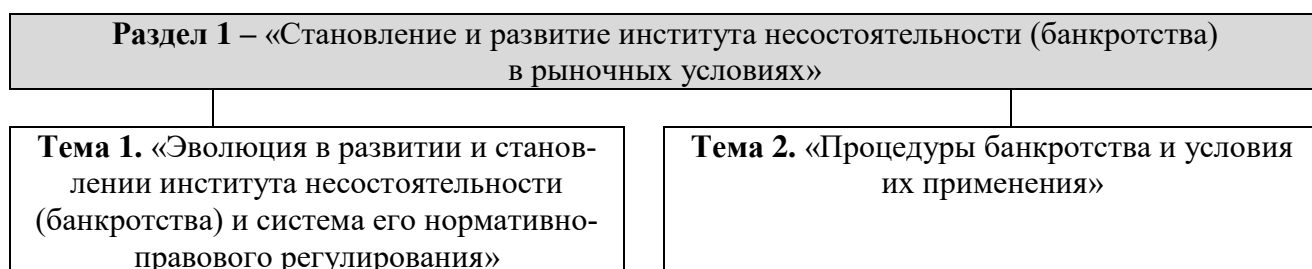 Раздел 1 – «Становление и развитие института несостоятельности (банкротства)
в рыночных условиях»
Тема 1. «Эволюция в развитии и станов-
лении института несостоятельности
(банкротства) и система его нормативно-
правового регулирования»
Тема 2. «Процедуры банкротства и условия
их применения»